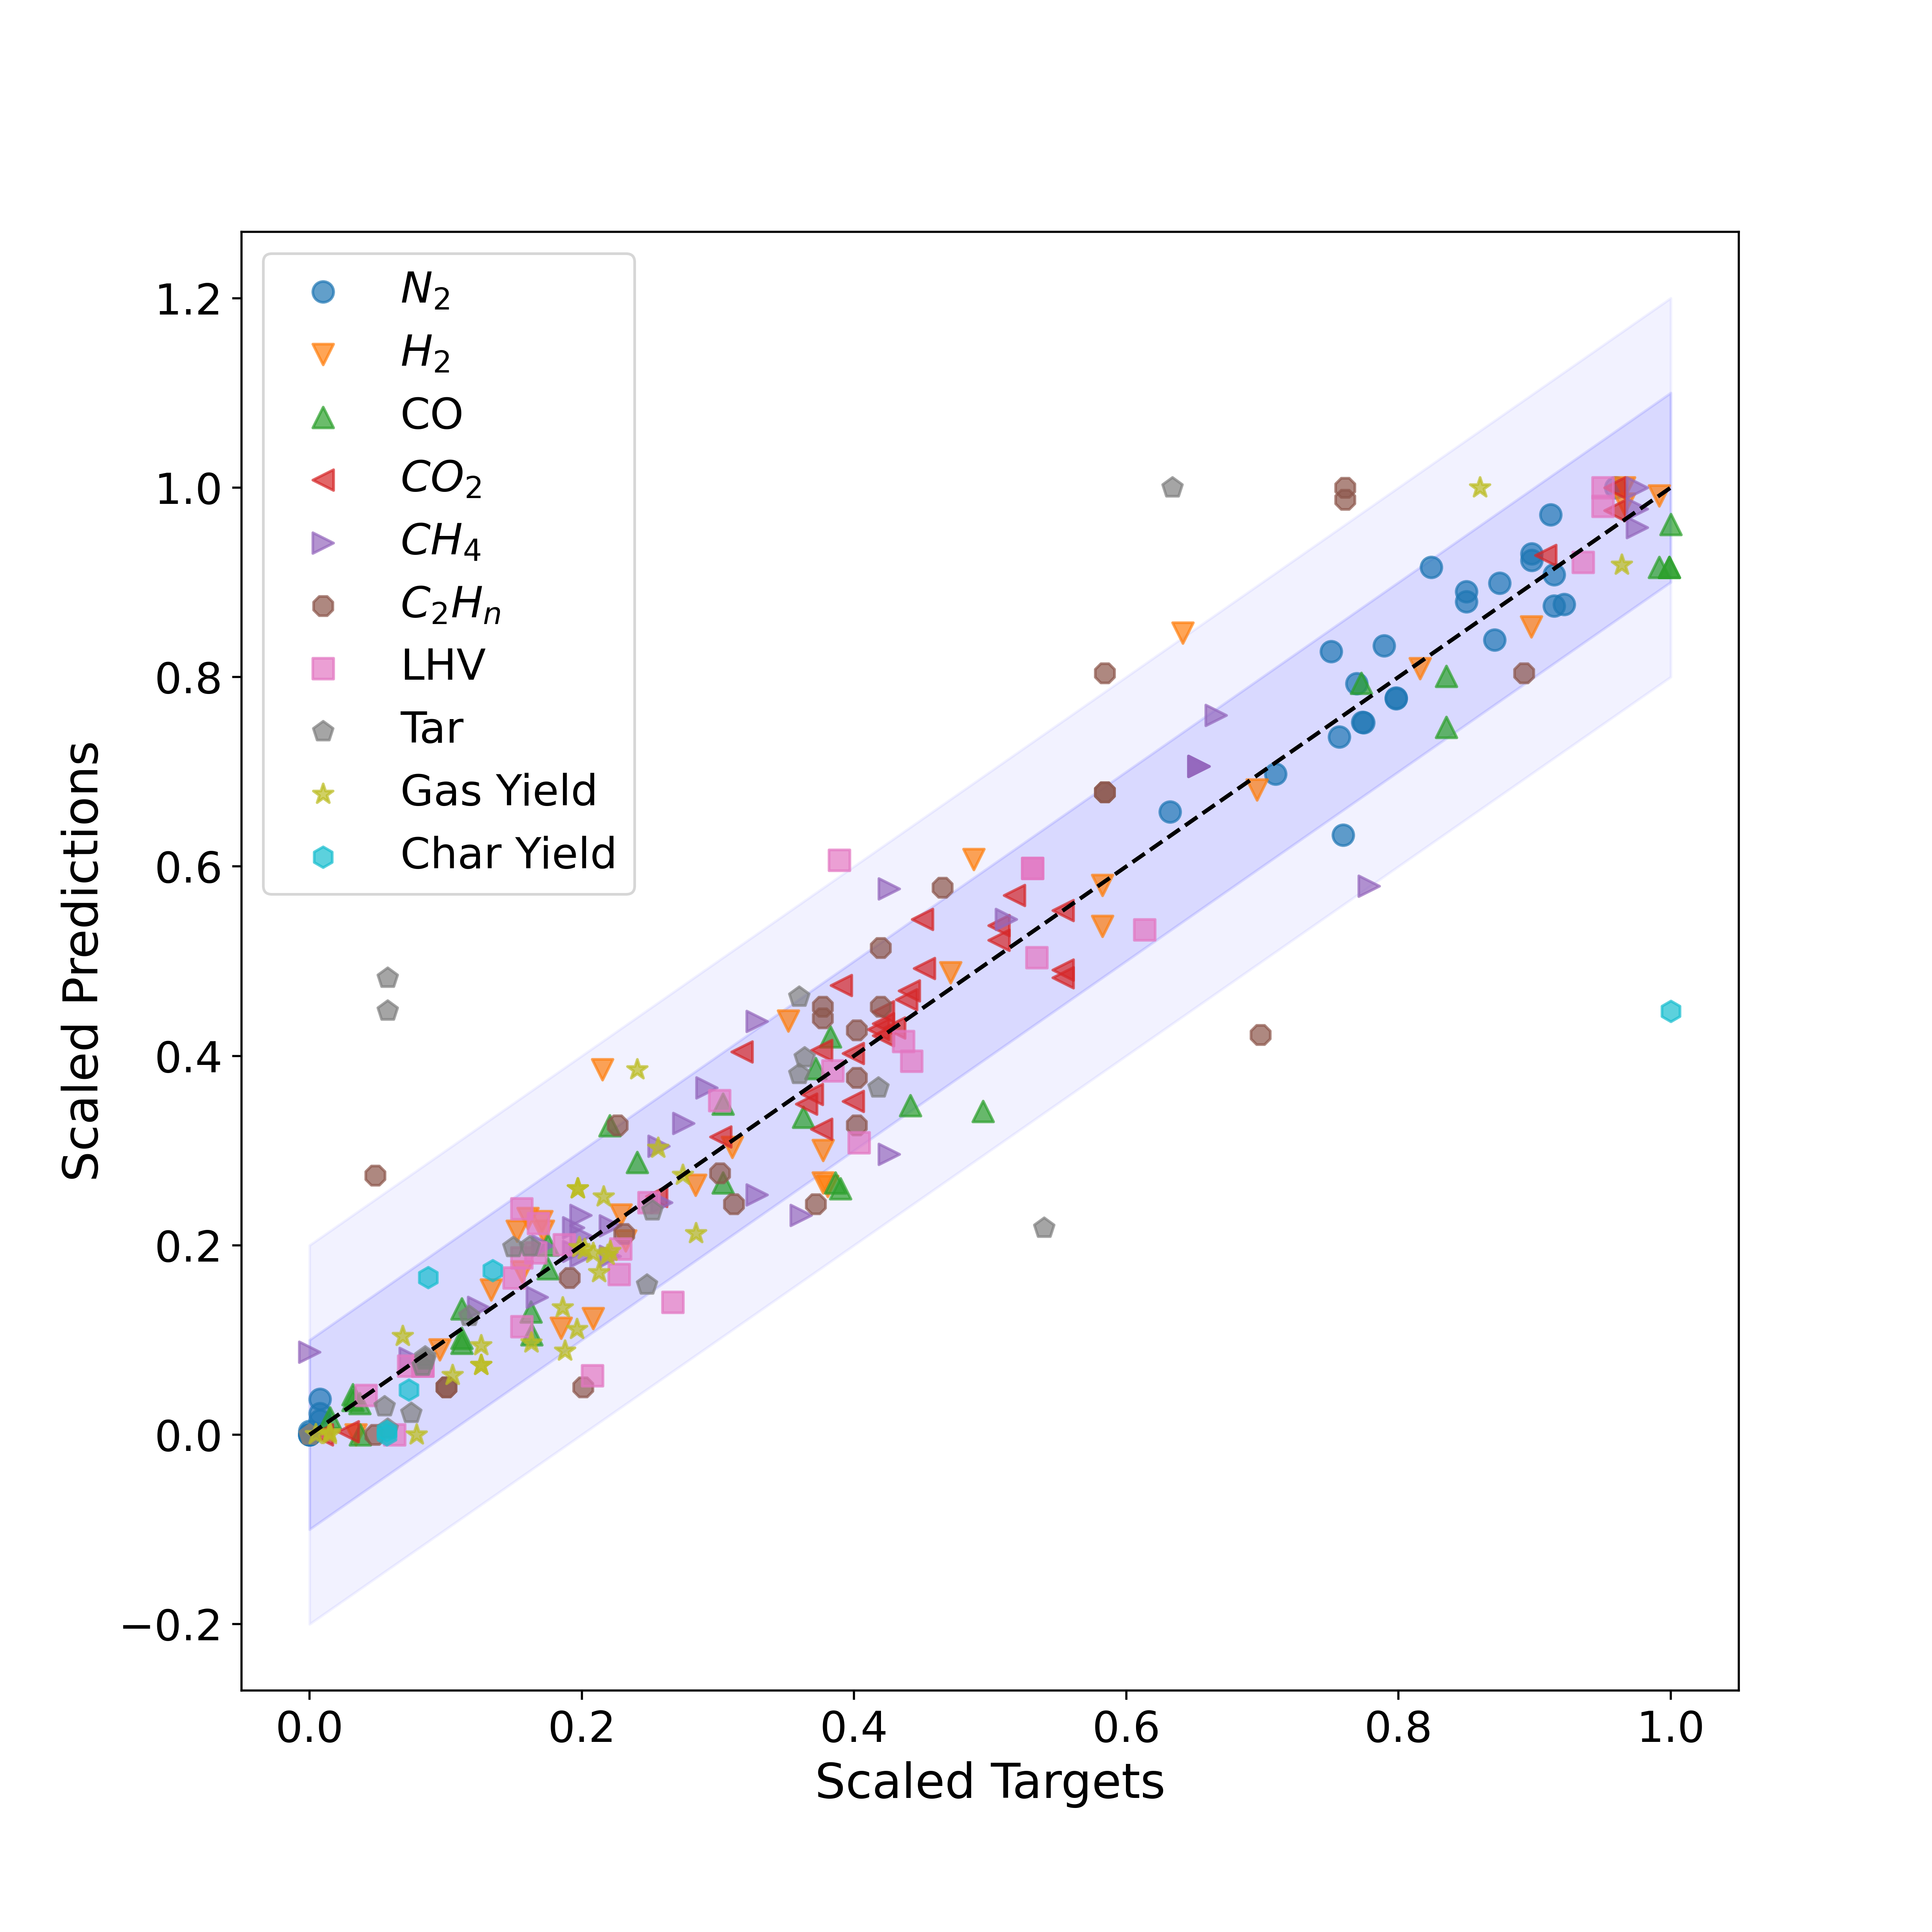 N2
H2
CO
CO2
CH4
C2Hn
LHV
Tar
Gas Yield
Char Yield
1.2
1.0
0.8
0.6
0.4
0.2
0.0
−0.2
Scaled Predictions
0.0 0.2 0.4 0.6 0.8 1.0
Scaled Targets